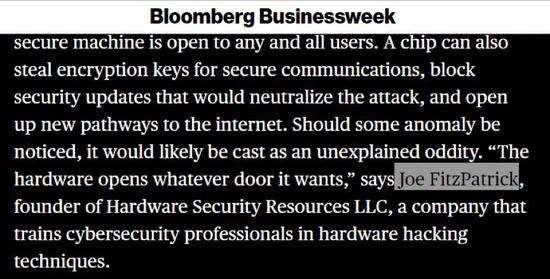 Bloomberg Businessweek
secure machine is open to any and all users. A chip can also
steal encryption keys for secure communications, block
security updates that would neutralize the attack, and open
up new pathways to the internet. Should some anomaly be
noticed, it would likely be cast as an unexplained oddity. “The
hardware opens whatever door it wants,” says Joe FitzPatrick,
founder of Hardware Security Resources LLC, a company that
trains cybersecurity professionals in hardware hacking
techniques.